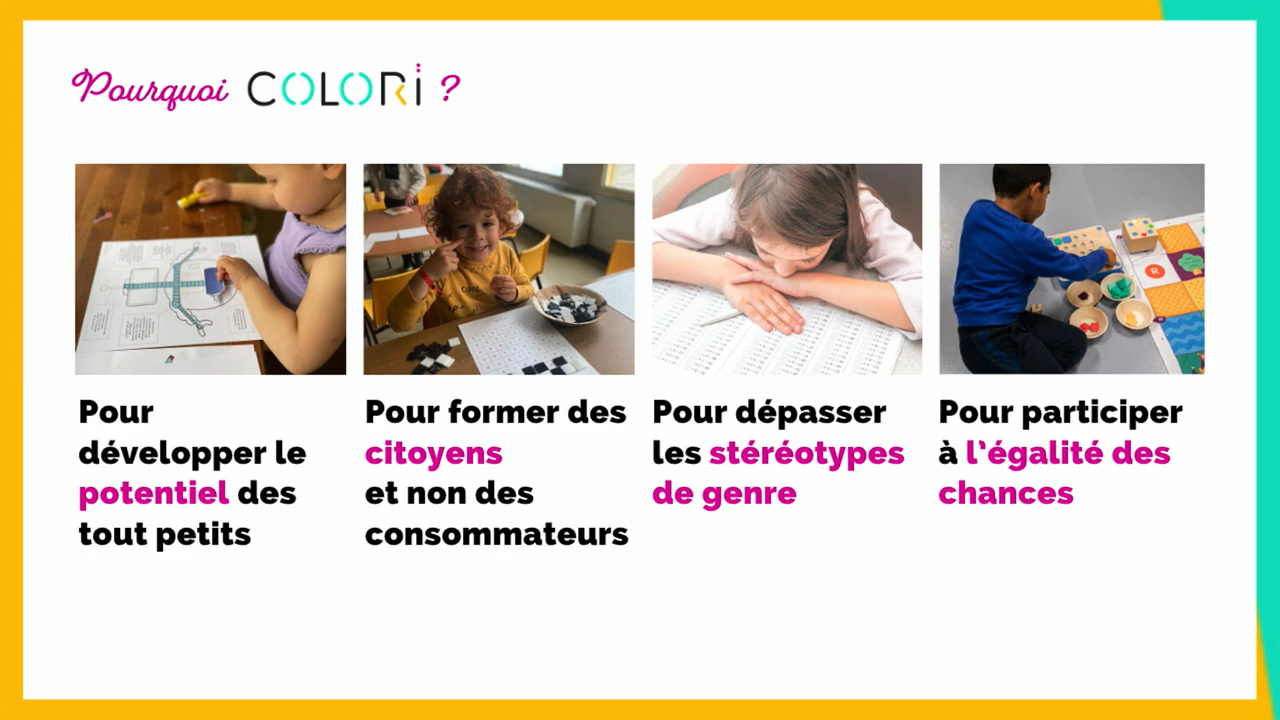 Pourquoi COLORi ?
Pour
développer le
potentiel des
tout petits
Pour former des
citoyens
et non des
consommateurs
Pour dépasser
les stéréotypes
de genre
Pour participer
à l'égalité des
chances